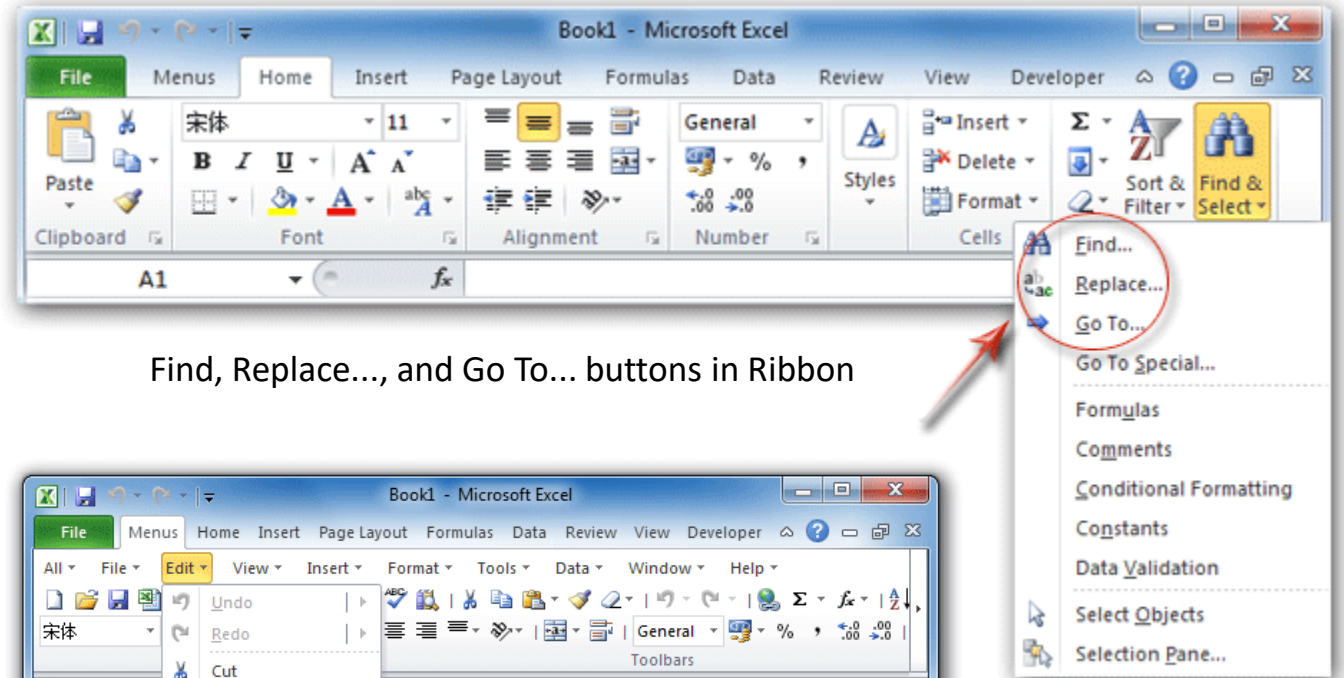 Book1 - Microsoft Excel
File Menus Home Insert Page Layout Formulas Data Review View Developer
宋体 11 General Insert Σ
B I U A A % , Delete
Paste Styles Format Sort & Filter Find & Select
Clipboard Font Alignment Number Cells
A1 fx
Find...
Replace...
Go To...
Go To Special...
Formulas
Comments
Conditional Formatting
Constants
Data Validation
Select Objects
Selection Pane...
Find, Replace..., and Go To... buttons in Ribbon
Book1 - Microsoft Excel
File Menus Home Insert Page Layout Formulas Data Review View Developer
All File Edit View Insert Format Tools Data Window Help
Undo ABC Σ fx
宋体 Redo General % ,
Toolbars
Cut